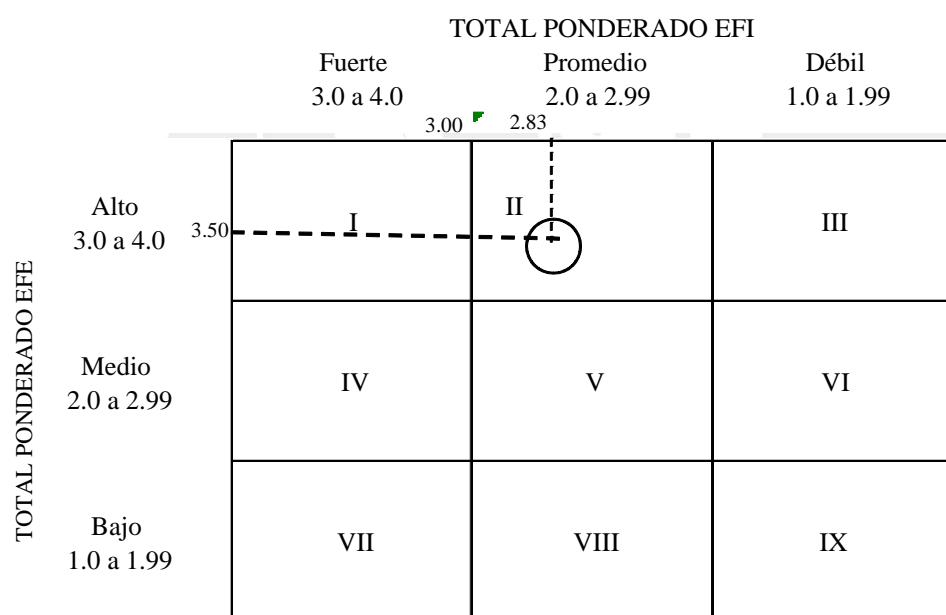 TOTAL PONDERADO EFI
Fuerte Promedio Débil
3.0 a 4.0 2.0 a 2.99 1.0 a 1.99
3.00 2.83
TOTAL PONDERADO EFE
Alto
3.0 a 4.0
3.50
I II III
Medio
2.0 a 2.99
IV V VI
Bajo
1.0 a 1.99
VII VIII IX